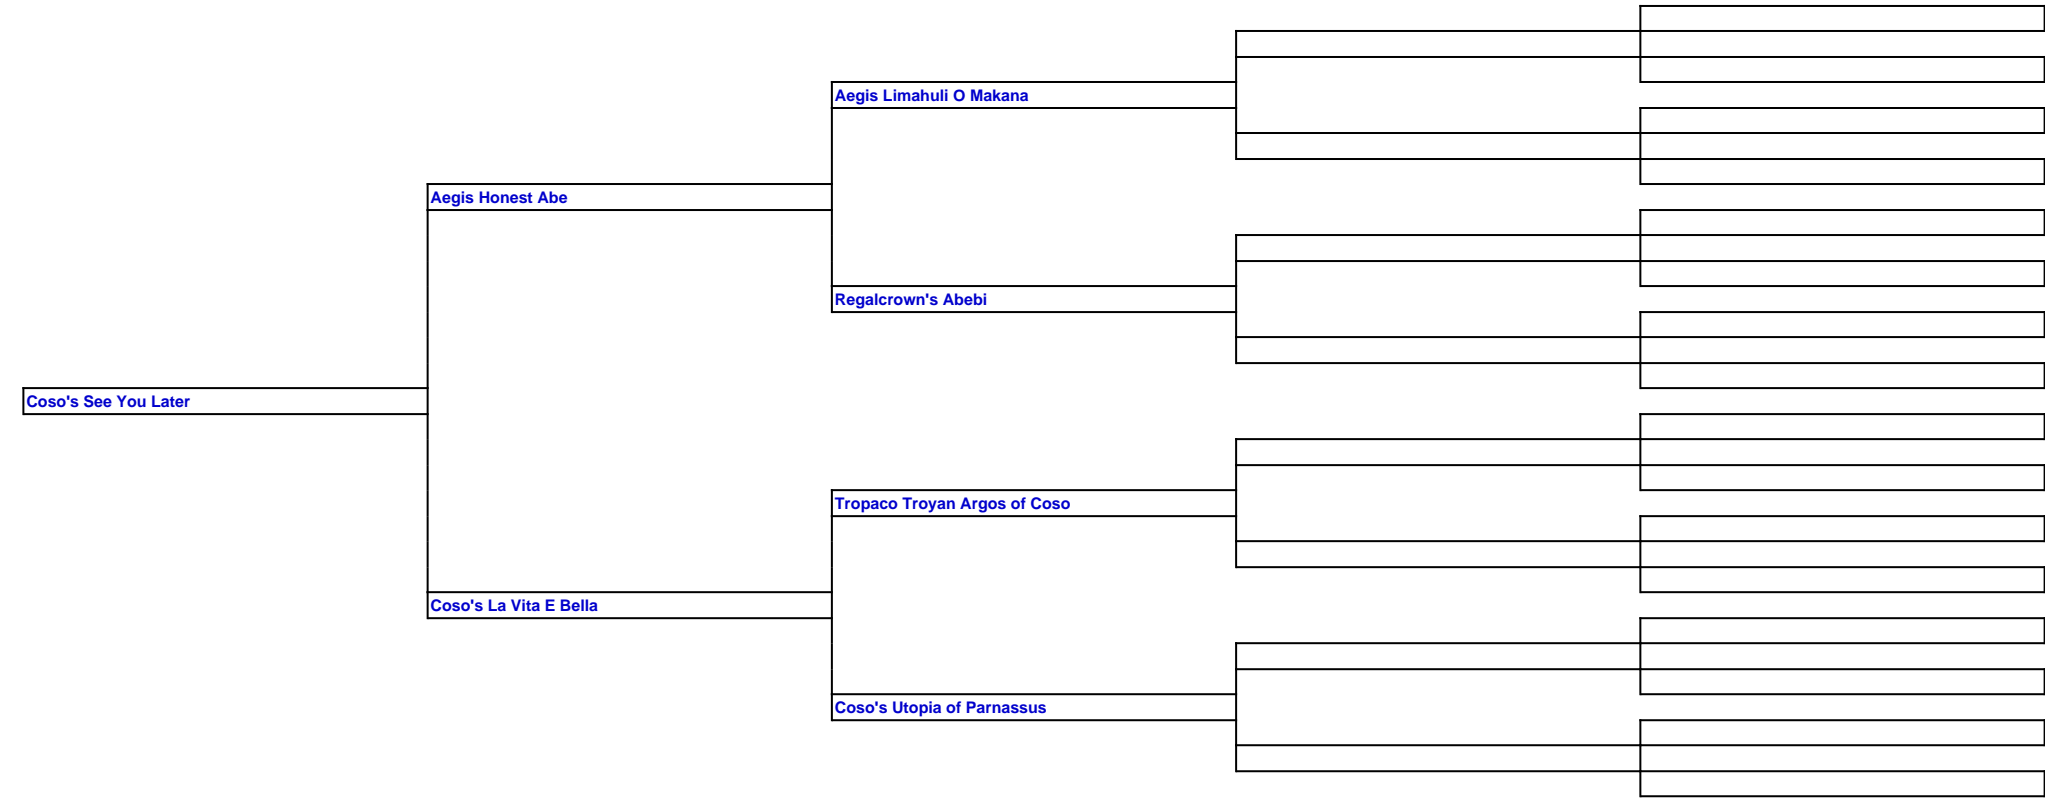 Aegis Limahuli O Makana
Aegis Honest Abe
Regalcrown's Abebi
Coso's See You Later
Tropaco Troyan Argos of Coso
Coso's La Vita E Bella
Coso's Utopia of Parnassus